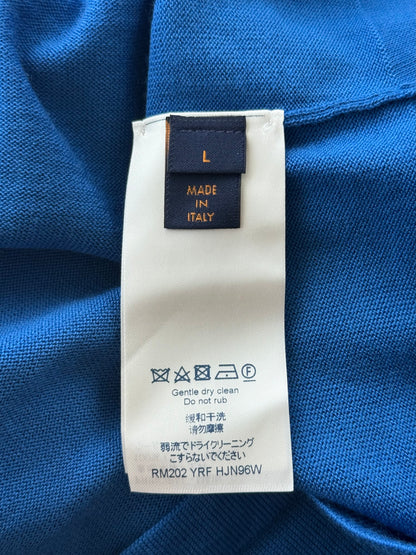 L
MADE
IN
ITALY
F
Gentle dry clean
Do not rub
缓和干洗
请勿摩擦
弱流でドライクリーニング
こすらないでください
RM202 YRF HJN96W